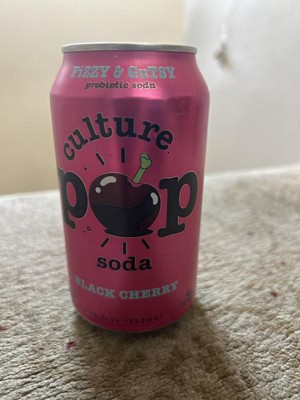 FiZZY & GuTSY
probiotic soda
culture
pop
soda
BLACK CHERRY